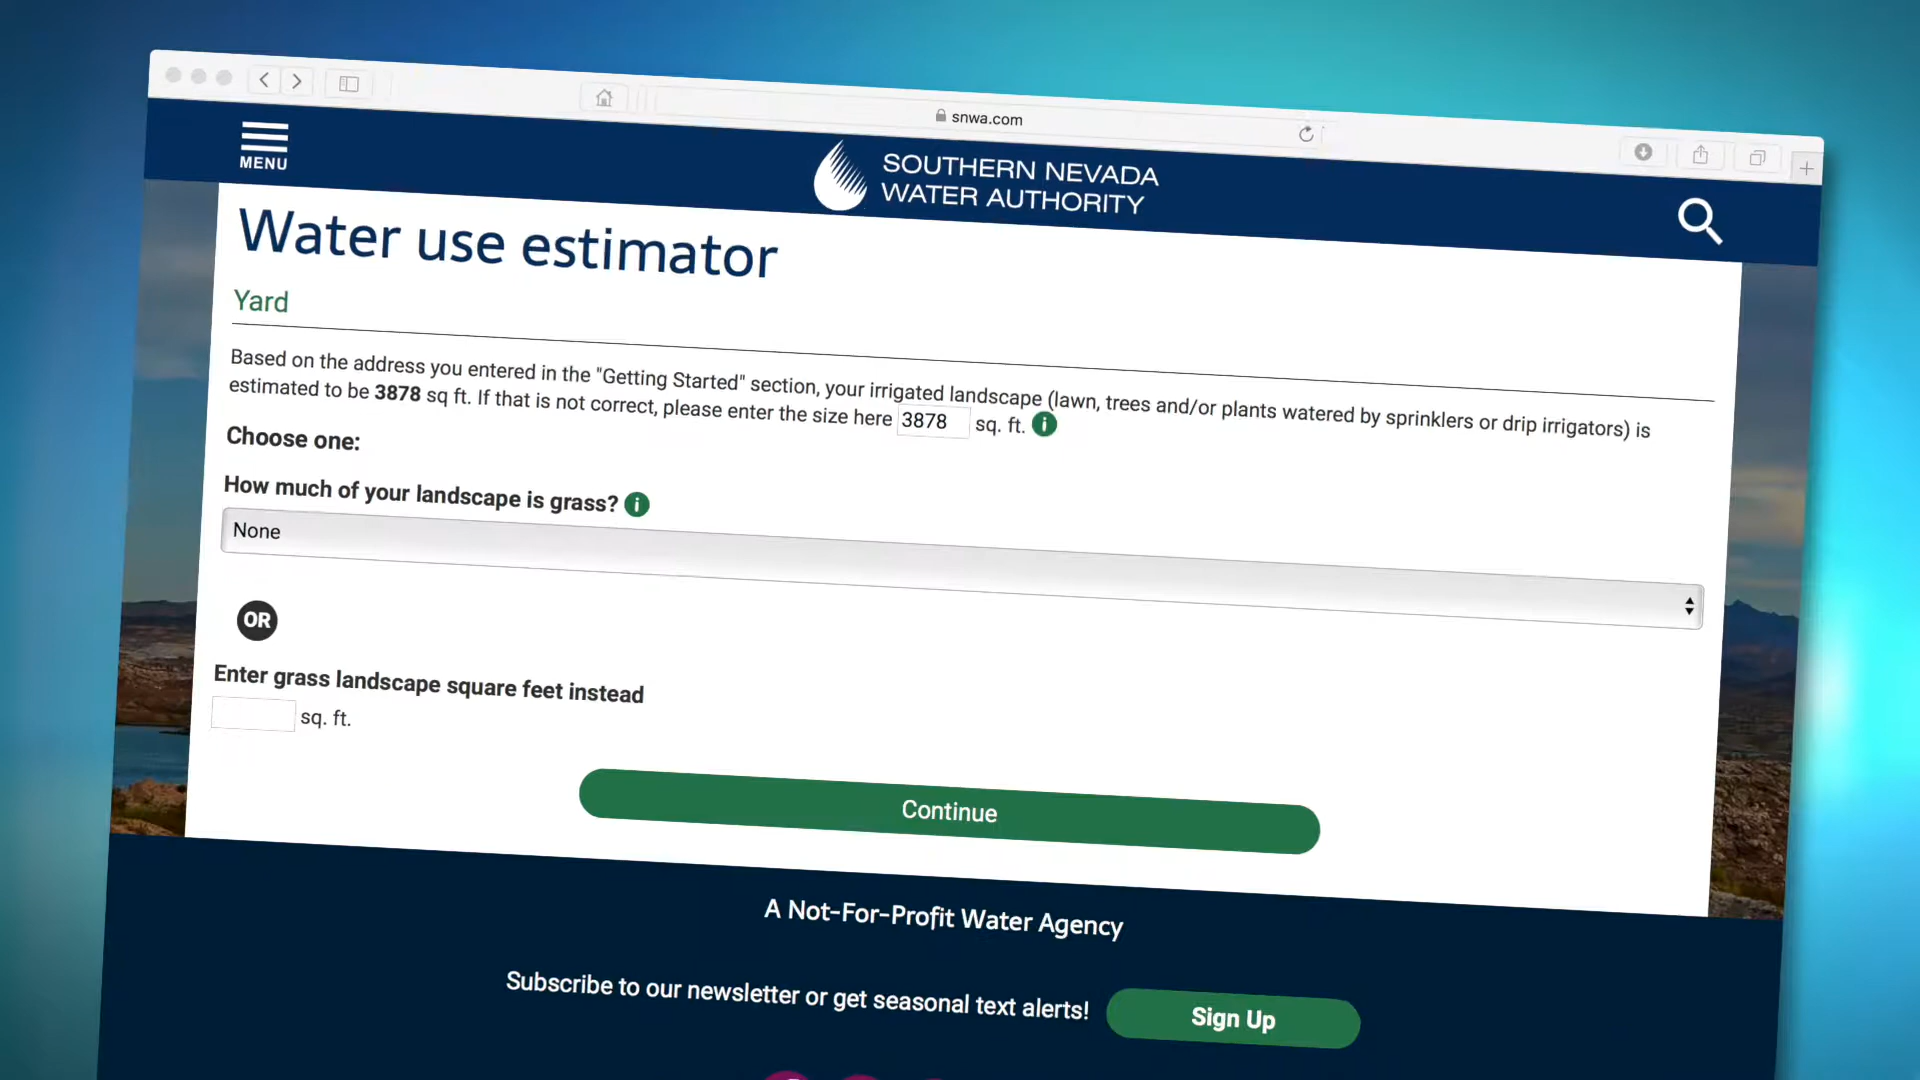 snwa.com
MENU
SOUTHERN NEVADA
WATER AUTHORITY
Water use estimator
Yard
Based on the address you entered in the "Getting Started" section, your irrigated landscape (lawn, trees and/or plants watered by sprinklers or drip irrigators) is
estimated to be 3878 sq ft. If that is not correct, please enter the size here 3878 sq. ft. i
Choose one:
How much of your landscape is grass? i
None
OR
Enter grass landscape square feet instead
sq. ft.
Continue
A Not-For-Profit Water Agency
Subscribe to our newsletter or get seasonal text alerts! Sign Up